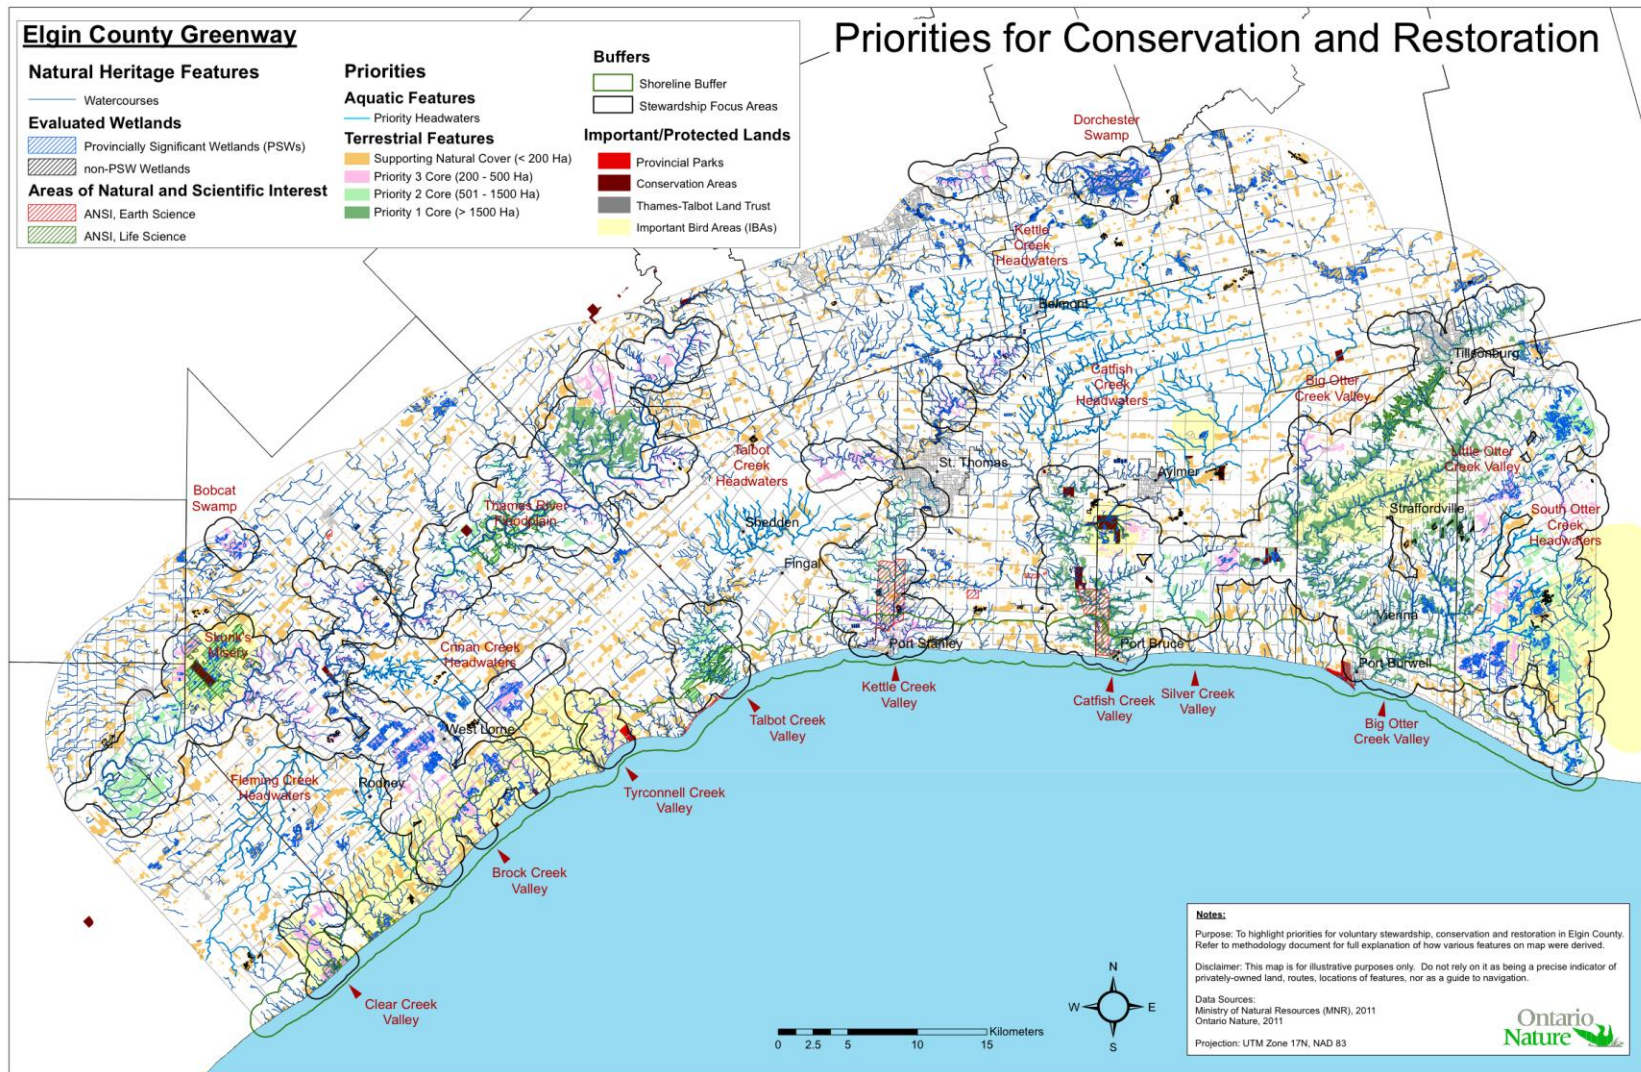 Priorities for Conservation and Restoration
Elgin County Greenway
Natural Heritage Features
Watercourses
Evaluated Wetlands
Provincially Significant Wetlands (PSWs)
non-PSW Wetlands
Areas of Natural and Scientific Interest
ANSI, Earth Science
ANSI, Life Science
Priorities
Aquatic Features
Priority Headwaters
Terrestrial Features
Supporting Natural Cover (< 200 Ha)
Priority 3 Core (200 - 500 Ha)
Priority 2 Core (501 - 1500 Ha)
Priority 1 Core (> 1500 Ha)
Buffers
Shoreline Buffer
Stewardship Focus Areas
Important/Protected Lands
Provincial Parks
Conservation Areas
Thames-Talbot Land Trust
Important Bird Areas (IBAs)
Dorchester
Swamp
Kettle
Creek
Headwaters
Belmont
Tillsonburg
Catfish
Creek
Headwaters
Big Otter
Creek Valley
Talbot
Creek
Headwaters
St. Thomas
Aylmer
Little Otter
Creek Valley
Bobcat
Swamp
Thames River
Floodplain
Shedden
Straffordville
South Otter
Creek
Headwaters
Fingal
Skunk's
Misery
Crinan Creek
Headwaters
Port Stanley
Port Bruce
Vienna
Port Burwell
Kettle Creek
Valley
Catfish Creek
Valley
Silver Creek
Valley
Big Otter
Creek Valley
Talbot Creek
Valley
West Lorne
Fleming Creek
Headwaters
Rodney
Tyrconnell Creek
Valley
Brock Creek
Valley
Clear Creek
Valley
N
W
E
S
Kilometers
0 2.5 5 10 15
Notes:
Purpose: To highlight priorities for voluntary stewardship, conservation and restoration in Elgin County.
Refer to methodology document for full explanation of how various features on map were derived.
Disclaimer: This map is for illustrative purposes only. Do not rely on it as being a precise indicator of
privately-owned land, routes, locations of features, nor as a guide to navigation.
Data Sources:
Ministry of Natural Resources (MNR), 2011
Ontario Nature, 2011
Projection: UTM Zone 17N, NAD 83
Ontario
Nature